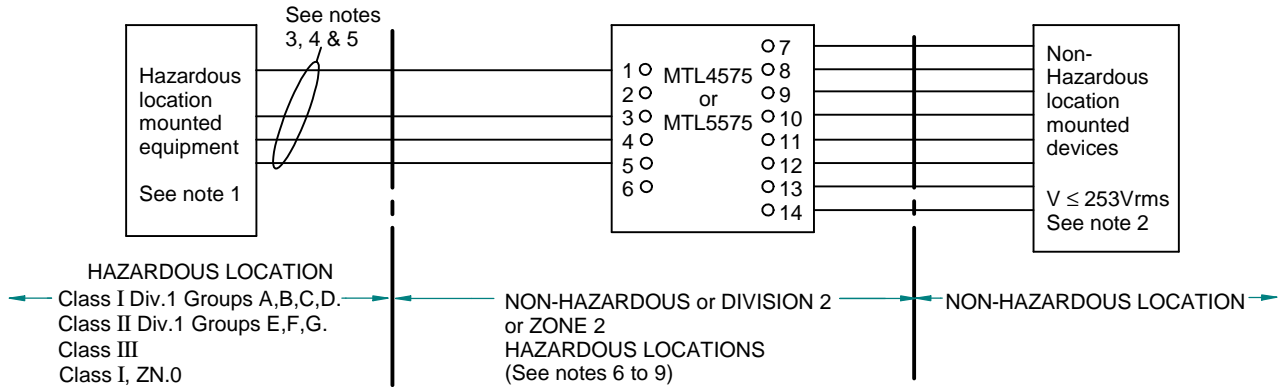 See notes
3, 4 & 5
Hazardous
location
mounted
equipment
See note 1
1
2
3
4
5
6
MTL4575
or
MTL5575
7
8
9
10
11
12
13
14
Non-
Hazardous
location
mounted
devices
V ≤ 253Vrms
See note 2
HAZARDOUS LOCATION
Class I Div.1 Groups A,B,C,D.
Class II Div.1 Groups E,F,G.
Class III
Class I, ZN.0
NON-HAZARDOUS or DIVISION 2
or ZONE 2
HAZARDOUS LOCATIONS
(See notes 6 to 9)
NON-HAZARDOUS LOCATION